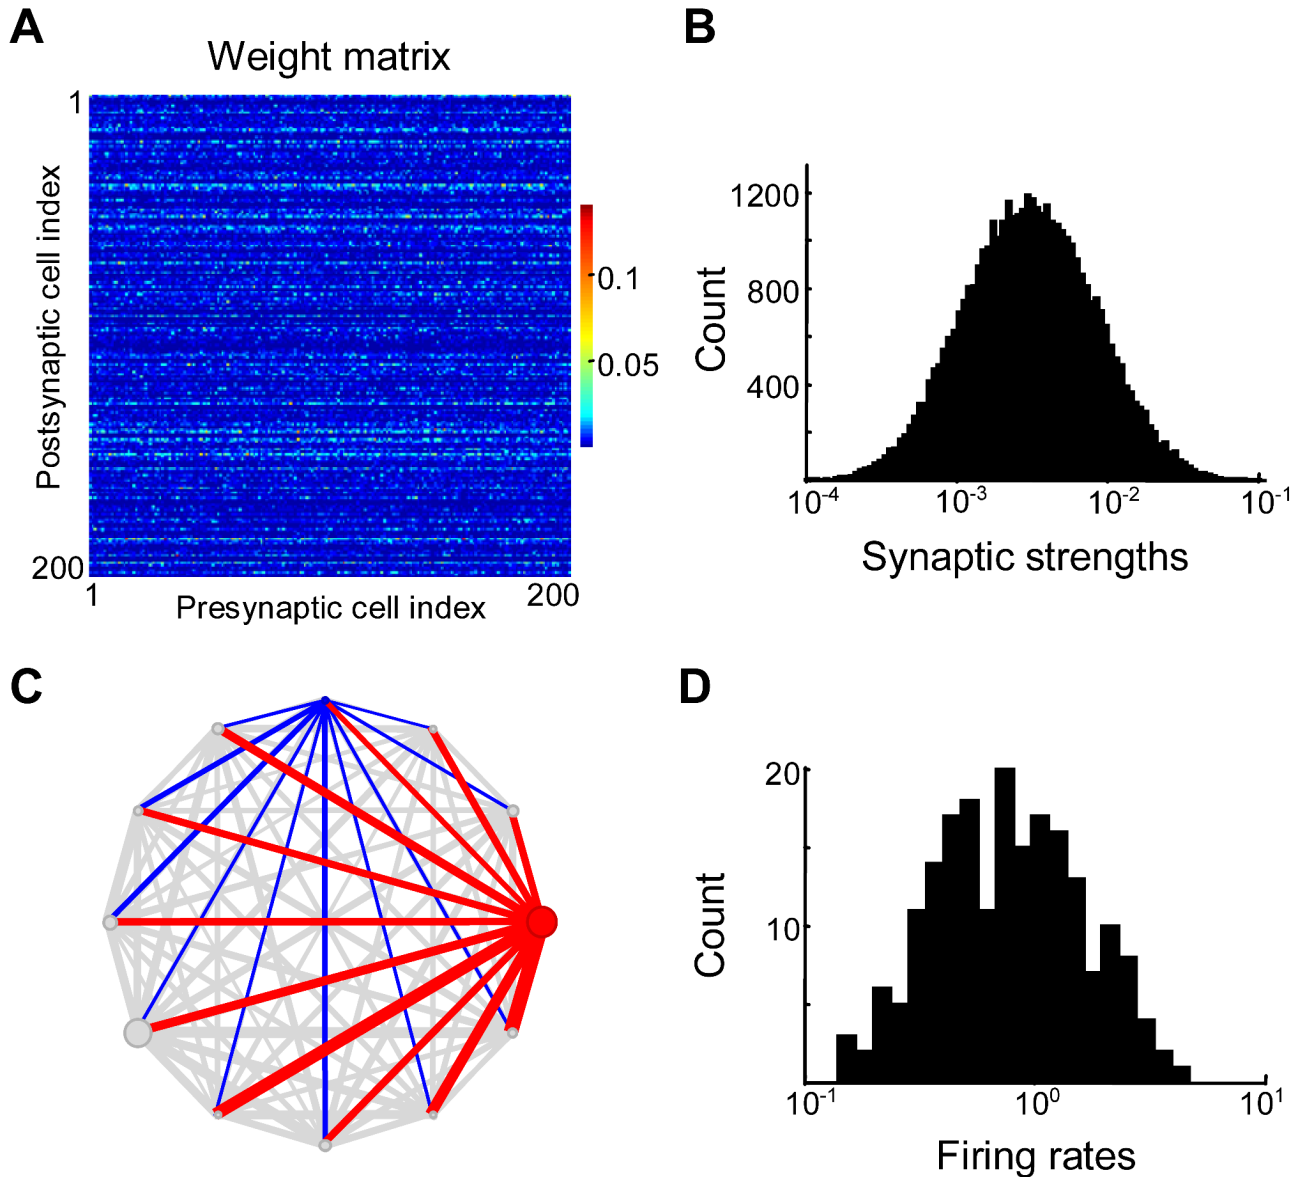 A
Weight matrix
1
Postsynaptic cell index
200
1
Presynaptic cell index
200
0.1
0.05
B
1200
800
400
Count
10-4
10-3
10-2
10-1
Synaptic strengths
C
D
20
10
Count
10-1
100
101
Firing rates